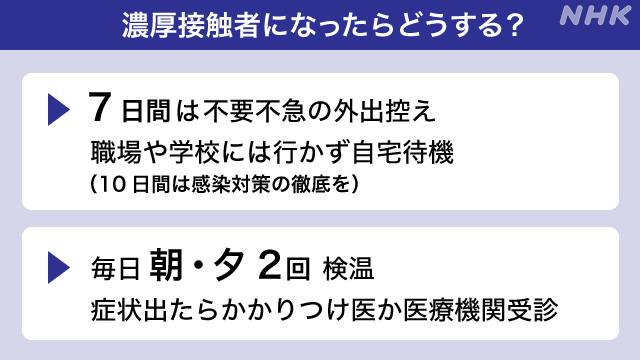 濃厚接触者になったらどうする？
NHK
7日間は不要不急の外出控え
職場や学校には行かず自宅待機
（10日間は感染対策の徹底を）
毎日 朝・夕 2回 検温
症状出たらかかりつけ医か医療機関受診